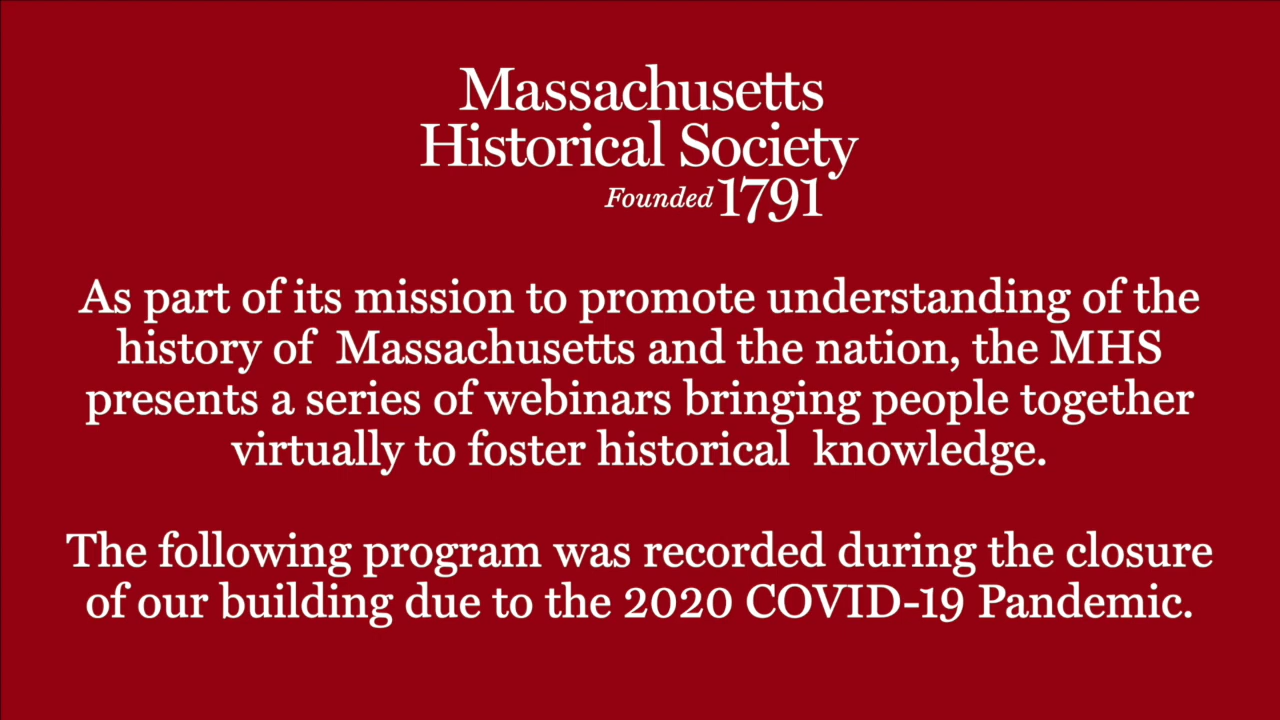 Massachusetts
Historical Society
Founded 1791
As part of its mission to promote understanding of the
history of Massachusetts and the nation, the MHS
presents a series of webinars bringing people together
virtually to foster historical knowledge.
The following program was recorded during the closure
of our building due to the 2020 COVID-19 Pandemic.